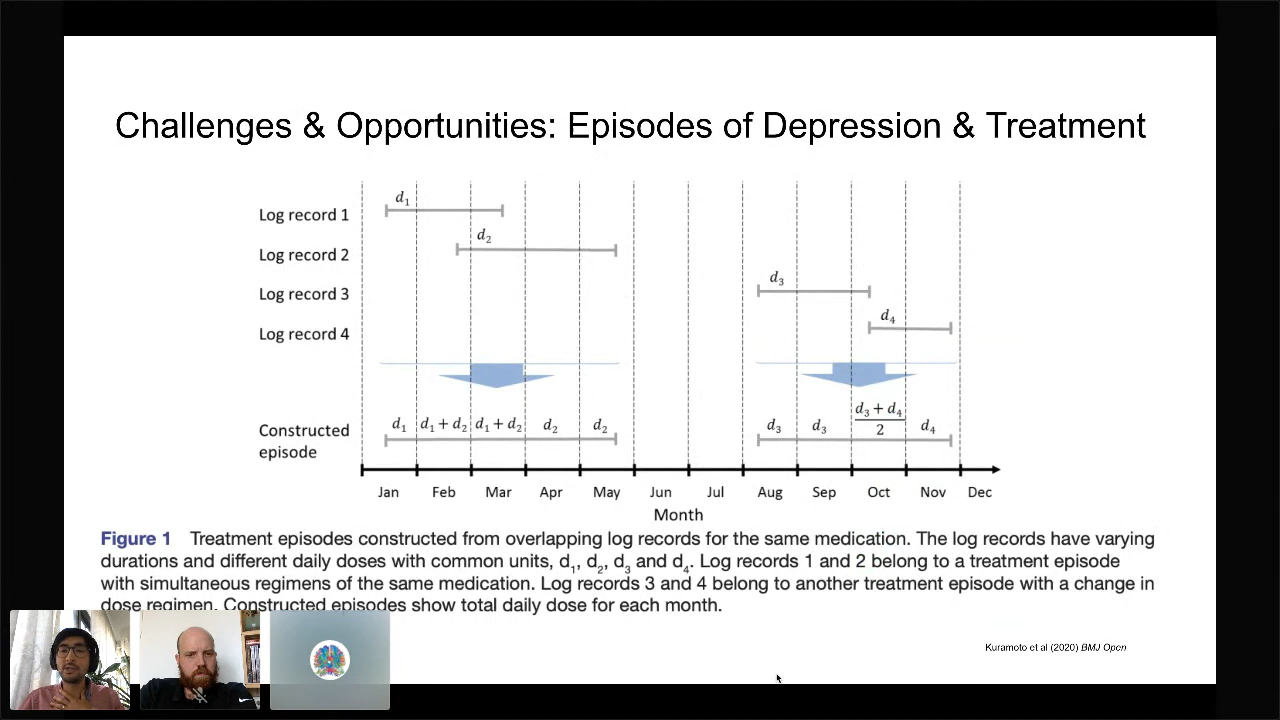 Challenges & Opportunities: Episodes of Depression & Treatment
d1
Log record 1
d2
Log record 2
d3
Log record 3
d4
Log record 4
Constructed
episode
d1 d1 + d2 d1 + d2 d2 d2 d3 d3 d3 + d4 / 2 d4
Jan Feb Mar Apr May Jun Jul Aug Sep Oct Nov Dec
Month
Figure 1 Treatment episodes constructed from overlapping log records for the same medication. The log records have varying
durations and different daily doses with common units, d1, d2, d3 and d4. Log records 1 and 2 belong to a treatment episode
with simultaneous regimens of the same medication. Log records 3 and 4 belong to another treatment episode with a change in
dose regimen. Constructed episodes show total daily dose for each month.
Kuramoto et al (2020) BMJ Open